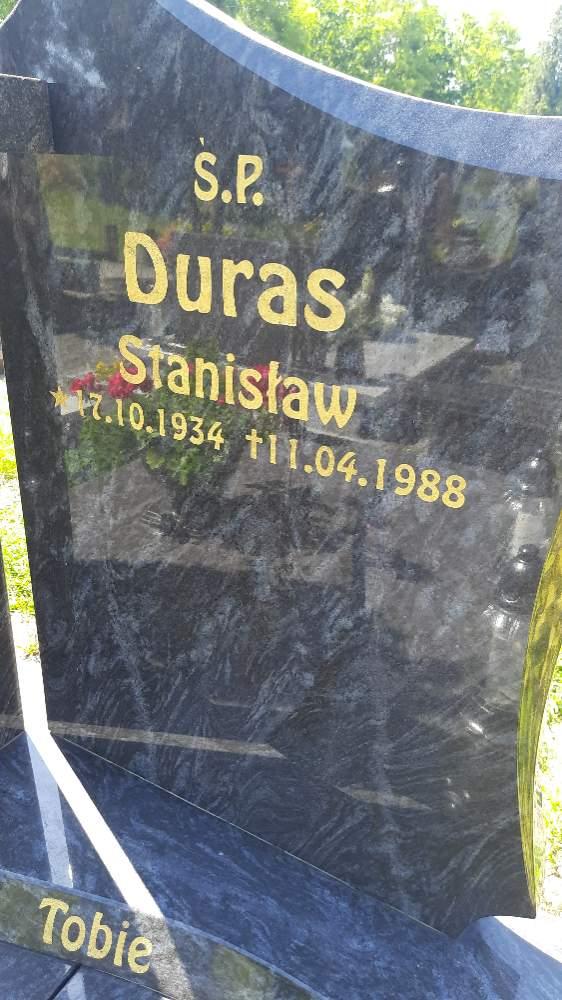 Ś.P.
Duras
Stanisław
★17.10.1934 †11.04.1988
Tobie